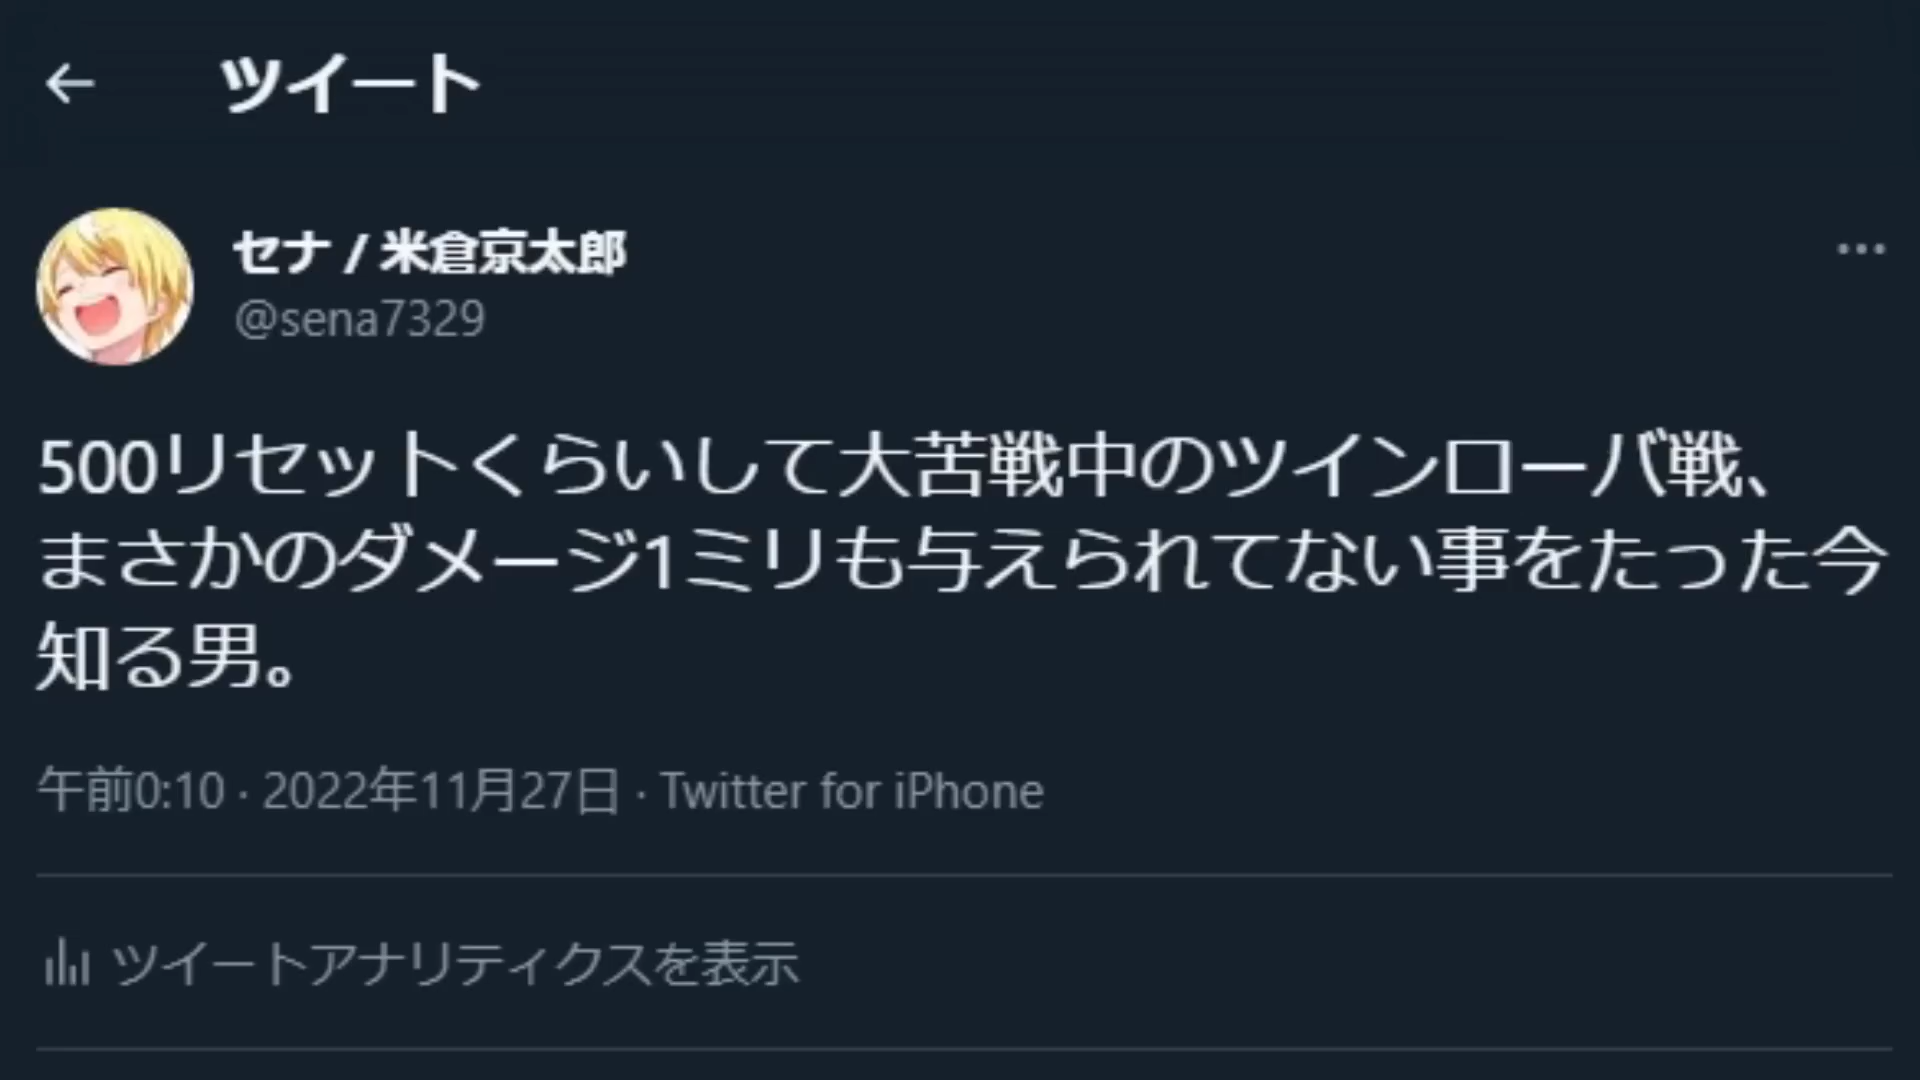 ツイート
セナ / 米倉京太郎
@sena7329
500リセットくらいして大苦戦中のツインローバ戦、
まさかのダメージ1ミリも与えられてない事をたった今
知る男。
午前0:10 · 2022年11月27日 · Twitter for iPhone
ツイートアナリティクスを表示